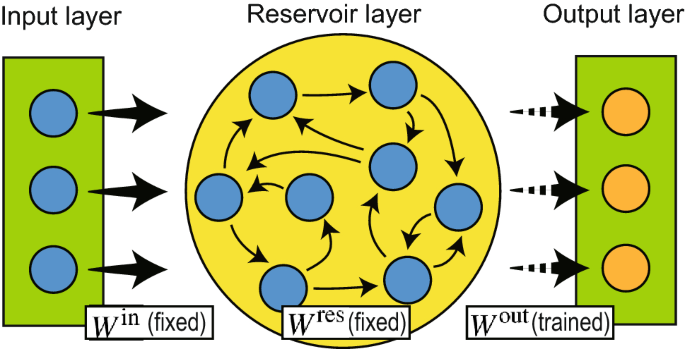 Input layer
Reservoir layer
Output layer
W^in (fixed)
W^res (fixed)
W^out (trained)